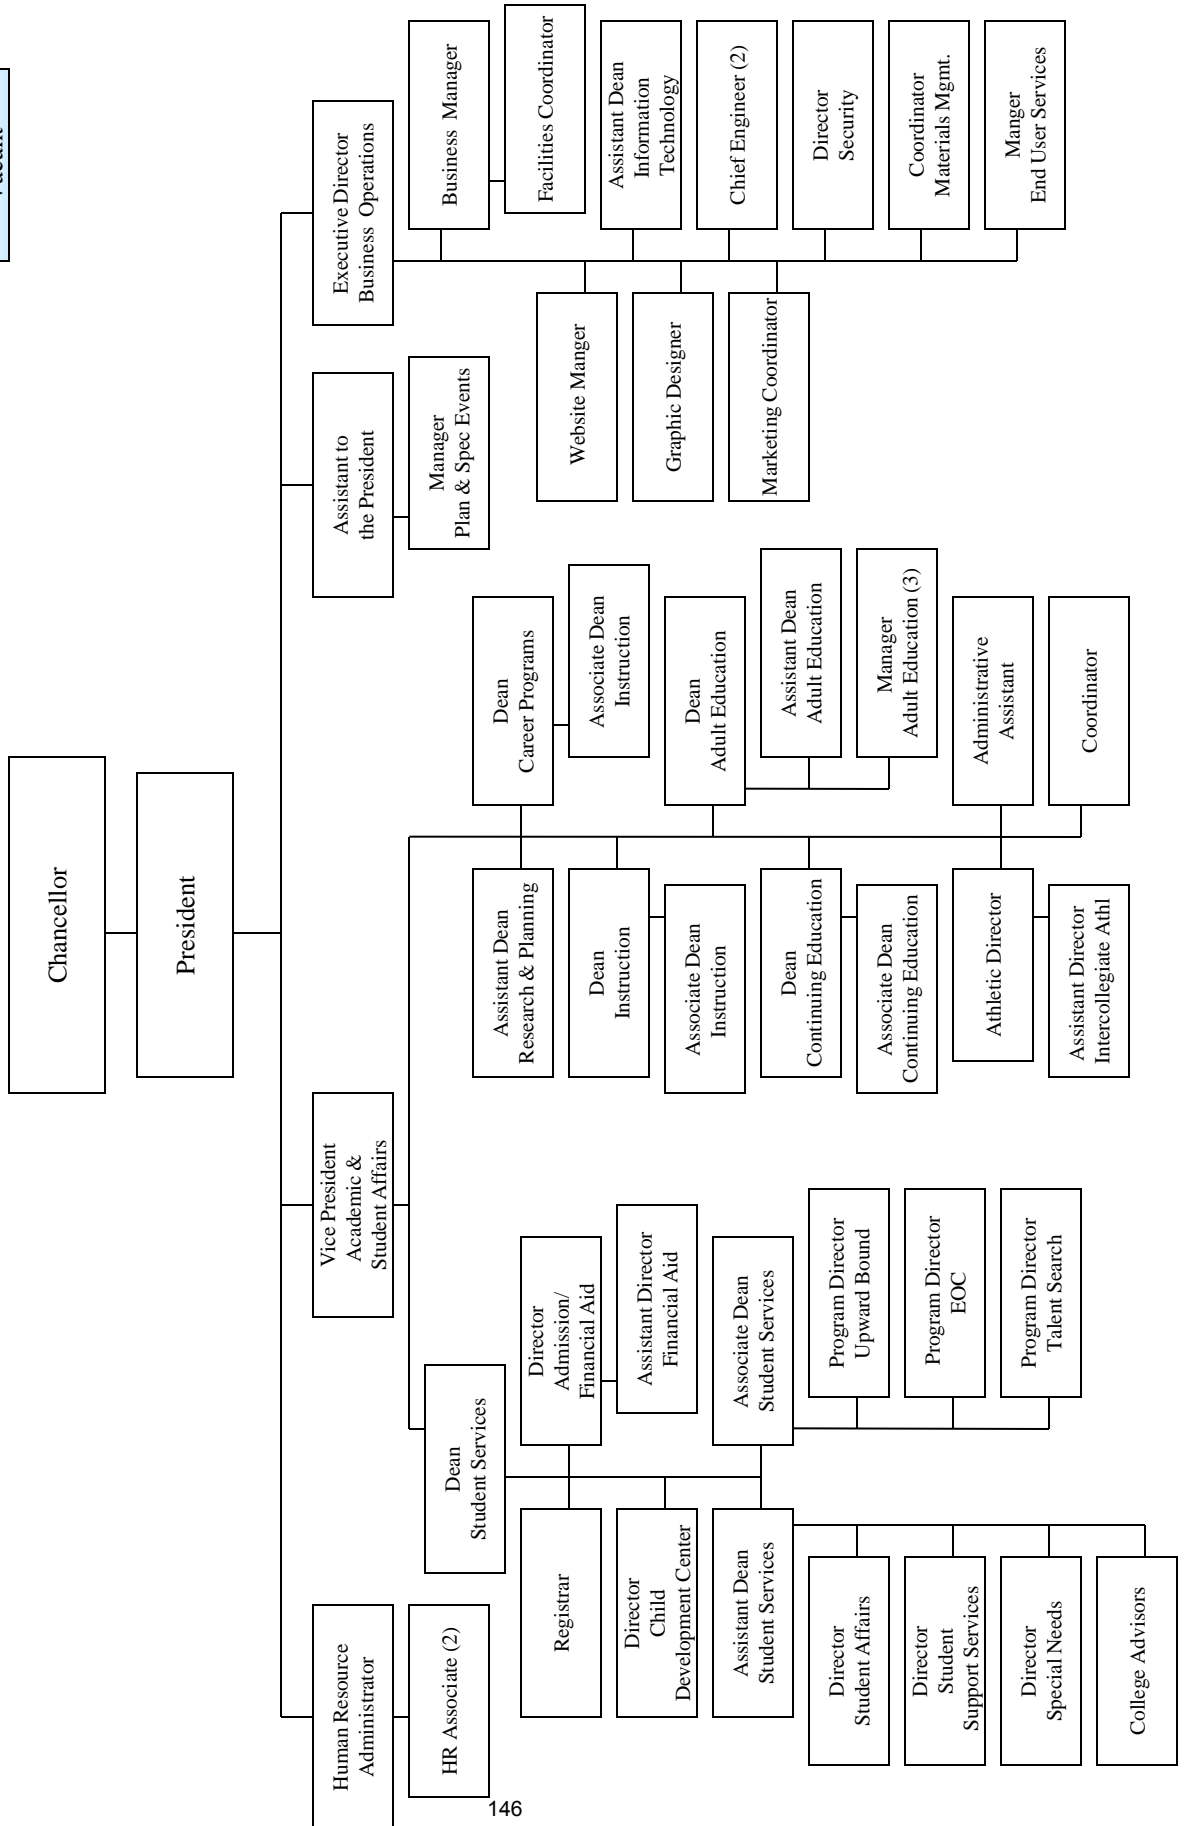 Chancellor
President
Human Resource
Administrator
HR Associate (2)
Vice President
Academic &
Student Affairs
Dean
Student Services
Registrar
Director
Child
Development Center
Assistant Dean
Student Services
Director
Student Affairs
Director
Student
Support Services
Director
Special Needs
College Advisors
Director
Admission/
Financial Aid
Assistant Director
Financial Aid
Associate Dean
Student Services
Program Director
Upward Bound
Program Director
EOC
Program Director
Talent Search
Assistant Dean
Research & Planning
Dean
Instruction
Associate Dean
Instruction
Dean
Continuing Education
Associate Dean
Continuing Education
Athletic Director
Assistant Director
Intercollegiate Athl
Dean
Career Programs
Associate Dean
Instruction
Dean
Adult Education
Assistant Dean
Adult Education
Manager
Adult Education (3)
Administrative
Assistant
Coordinator
Assistant to
the President
Manager
Plan & Spec Events
Executive Director
Business Operations
Website Manger
Graphic Designer
Marketing Coordinator
Business Manager
Facilities Coordinator
Assistant Dean
Information
Technology
Chief Engineer (2)
Director
Security
Coordinator
Materials Mgmt.
Manger
End User Services
146